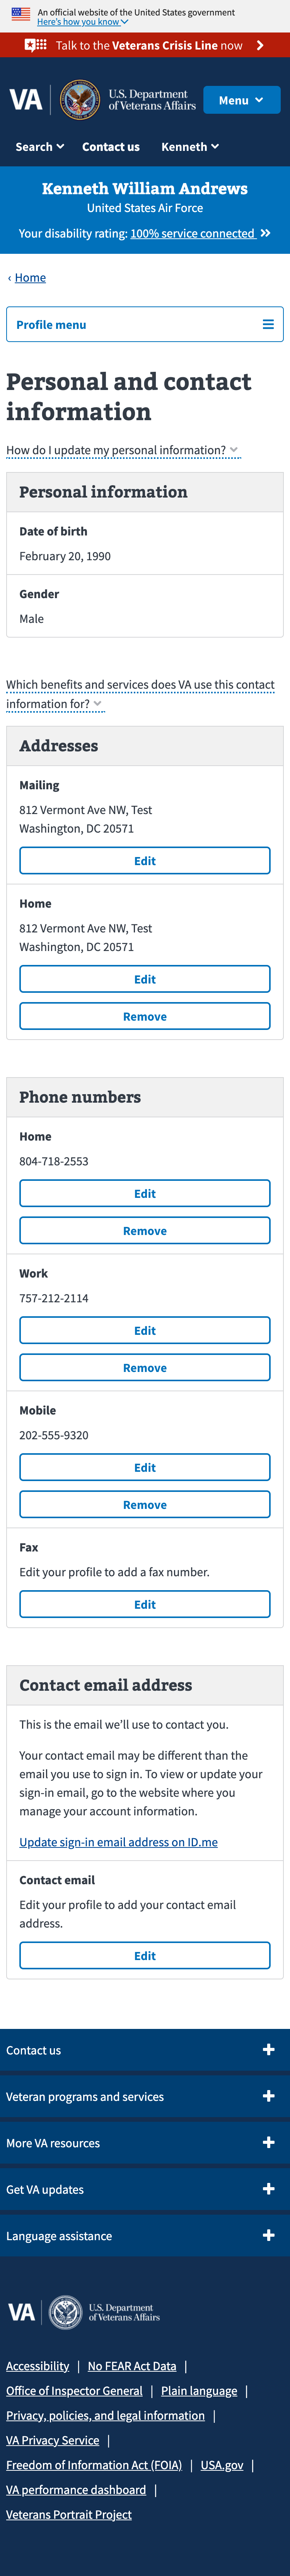 An official website of the United States government
Here's how you know
Talk to the Veterans Crisis Line now
VA
U.S. Department
of Veterans Affairs
Menu
Search
Contact us
Kenneth
Kenneth William Andrews
United States Air Force
Your disability rating: 100% service connected
‹ Home
Profile menu
Personal and contact
information
How do I update my personal information?
Personal information
Date of birth
February 20, 1990
Gender
Male
Which benefits and services does VA use this contact
information for?
Addresses
Mailing
812 Vermont Ave NW, Test
Washington, DC 20571
Edit
Home
812 Vermont Ave NW, Test
Washington, DC 20571
Edit
Remove
Phone numbers
Home
804-718-2553
Edit
Remove
Work
757-212-2114
Edit
Remove
Mobile
202-555-9320
Edit
Remove
Fax
Edit your profile to add a fax number.
Edit
Contact email address
This is the email we'll use to contact you.
Your contact email may be different than the
email you use to sign in. To view or update your
sign-in email, go to the website where you
manage your account information.
Update sign-in email address on ID.me
Contact email
Edit your profile to add your contact email
address.
Edit
Contact us
Veteran programs and services
More VA resources
Get VA updates
Language assistance
VA
U.S. Department
of Veterans Affairs
Accessibility | No FEAR Act Data |
Office of Inspector General | Plain language |
Privacy, policies, and legal information |
VA Privacy Service |
Freedom of Information Act (FOIA) | USA.gov |
VA performance dashboard |
Veterans Portrait Project